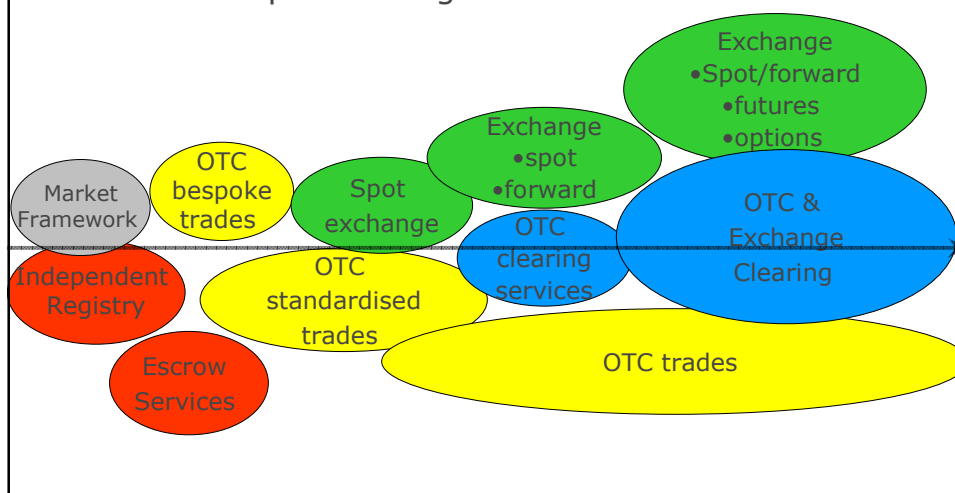 Exchange
•Spot/forward
•futures
•options
Exchange
•spot
•forward
OTC
bespoke
trades
Market
Framework
Spot
exchange
OTC &
Exchange
Clearing
OTC
clearing
services
Independent
Registry
OTC
standardised
trades
OTC trades
Escrow
Services